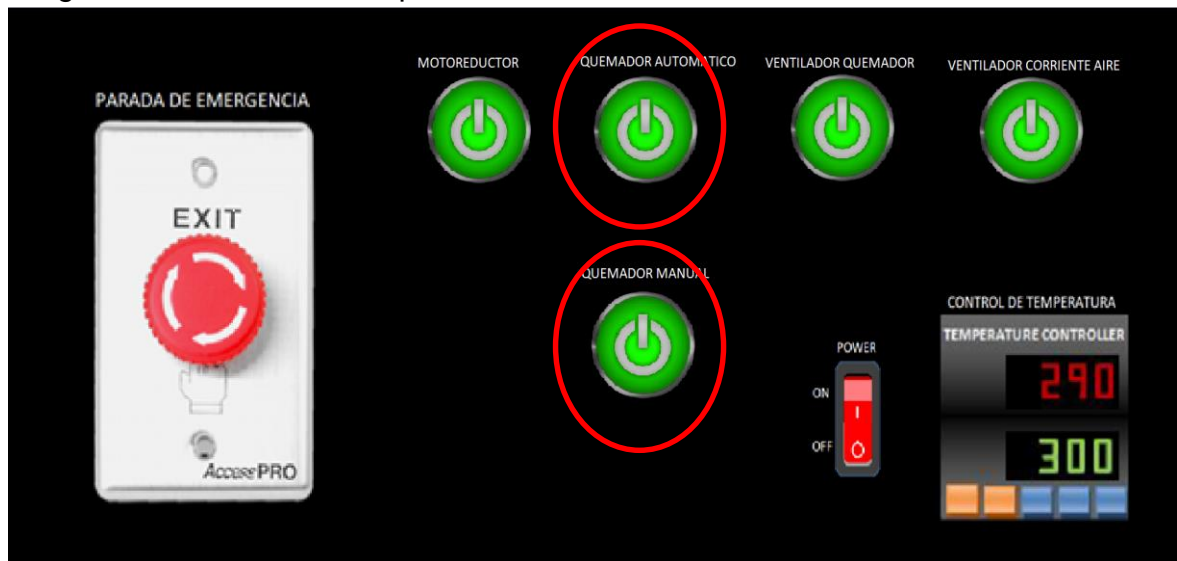 MOTOREDUCTOR
QUEMADOR AUTOMATICO
VENTILADOR QUEMADOR
VENTILADOR CORRIENTE AIRE
PARADA DE EMERGENCIA
EXIT
AccessPRO
QUEMADOR MANUAL
POWER
ON
OFF
CONTROL DE TEMPERATURA
TEMPERATURE CONTROLLER
290
300